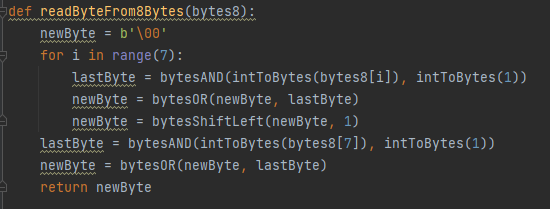 def readByteFrom8Bytes(bytes8):
    newByte = b'\00'
    for i in range(7):
        lastByte = bytesAND(intToBytes(bytes8[i]), intToBytes(1))
        newByte = bytesOR(newByte, lastByte)
        newByte = bytesShiftLeft(newByte, 1)
    lastByte = bytesAND(intToBytes(bytes8[7]), intToBytes(1))
    newByte = bytesOR(newByte, lastByte)
    return newByte